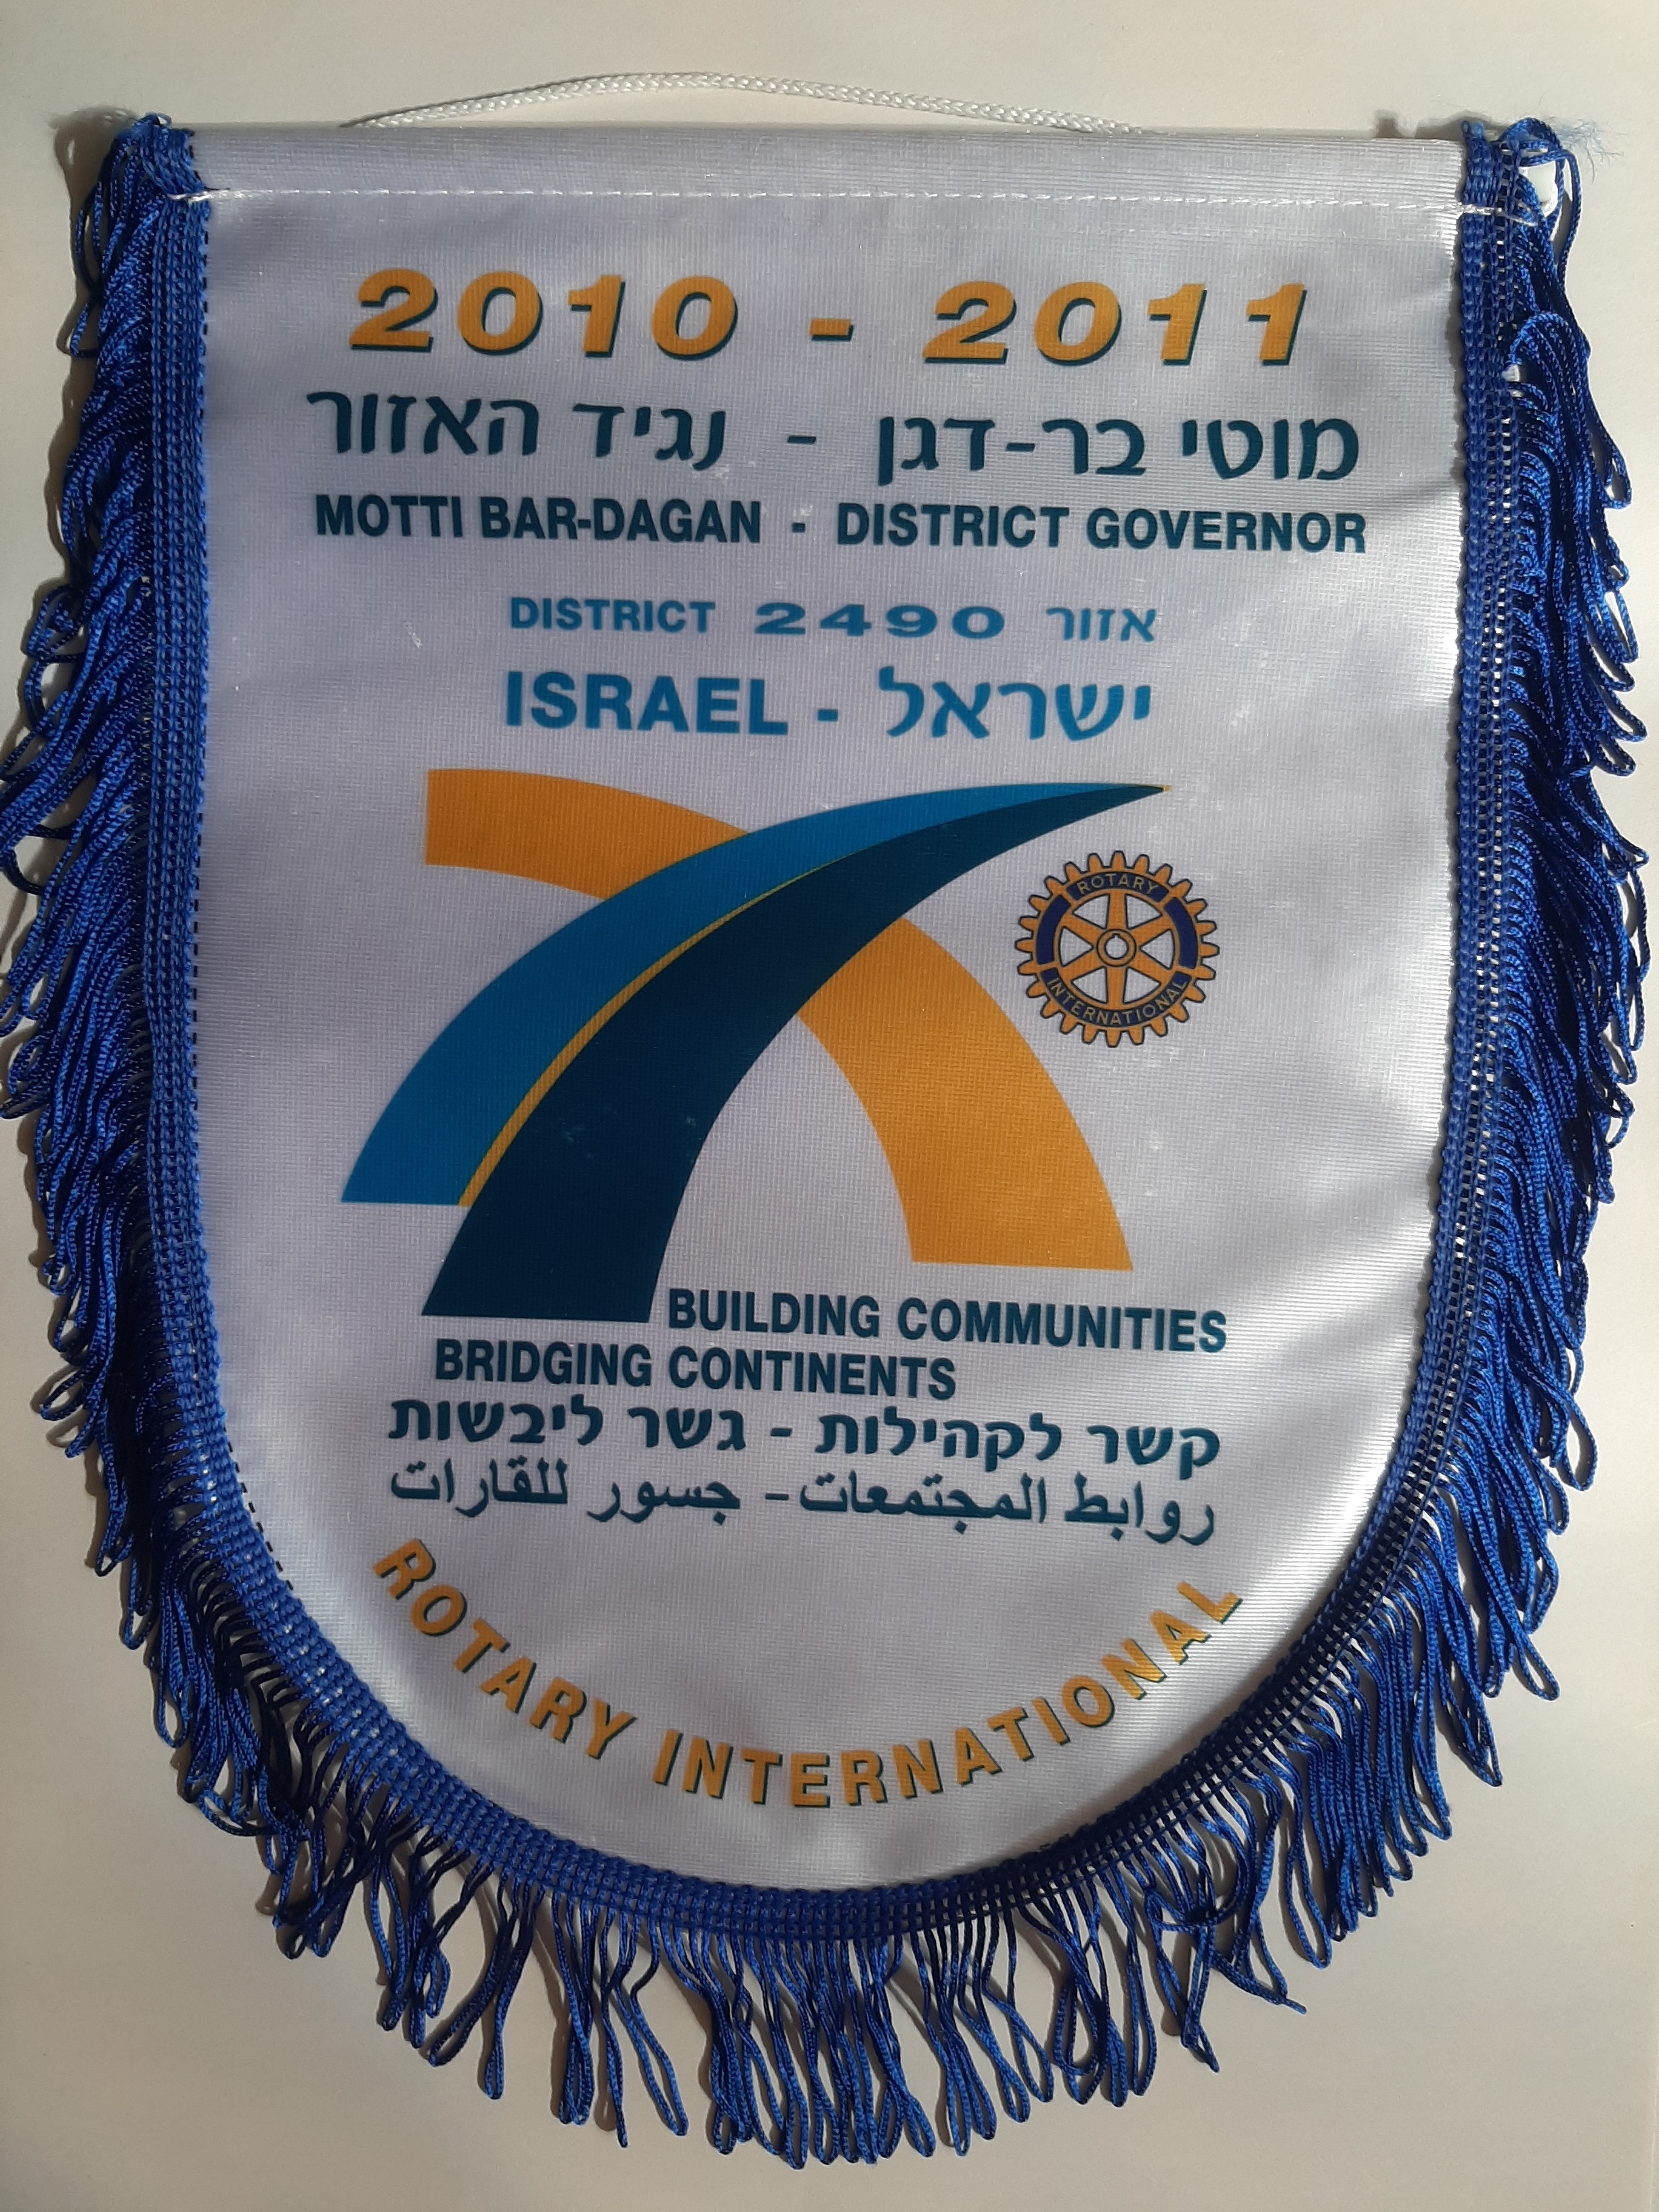 2010 - 2011
מוטי בר-דגן - נגיד האזור
MOTTI BAR-DAGAN - DISTRICT GOVERNOR
DISTRICT 2490 אזור
ISRAEL - ישראל
ROTARY
INTERNATIONAL
BUILDING COMMUNITIES
BRIDGING CONTINENTS
קשר לקהילות - גשר ליבשות
روابط المجتمعات - جسور للقارات
ROTARY INTERNATIONAL